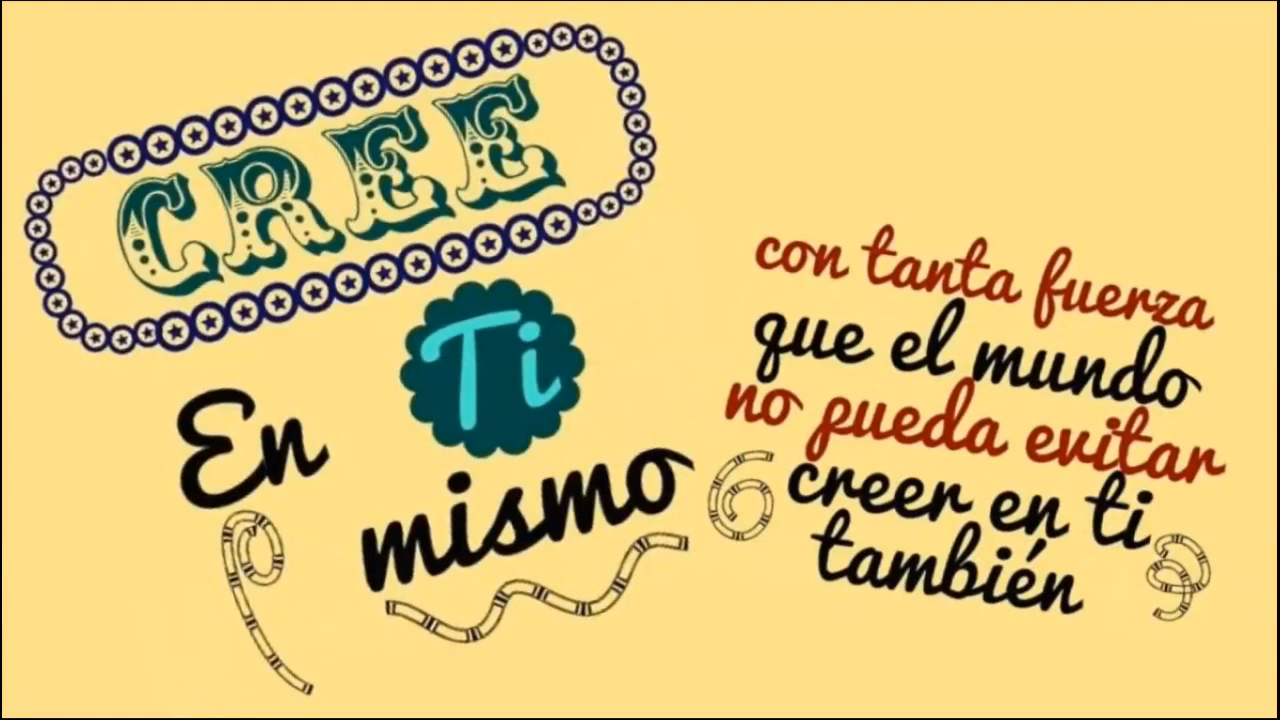 CREE
En Ti
mismo
con tanta fuerza
que el mundo
no pueda evitar
creer en ti
también